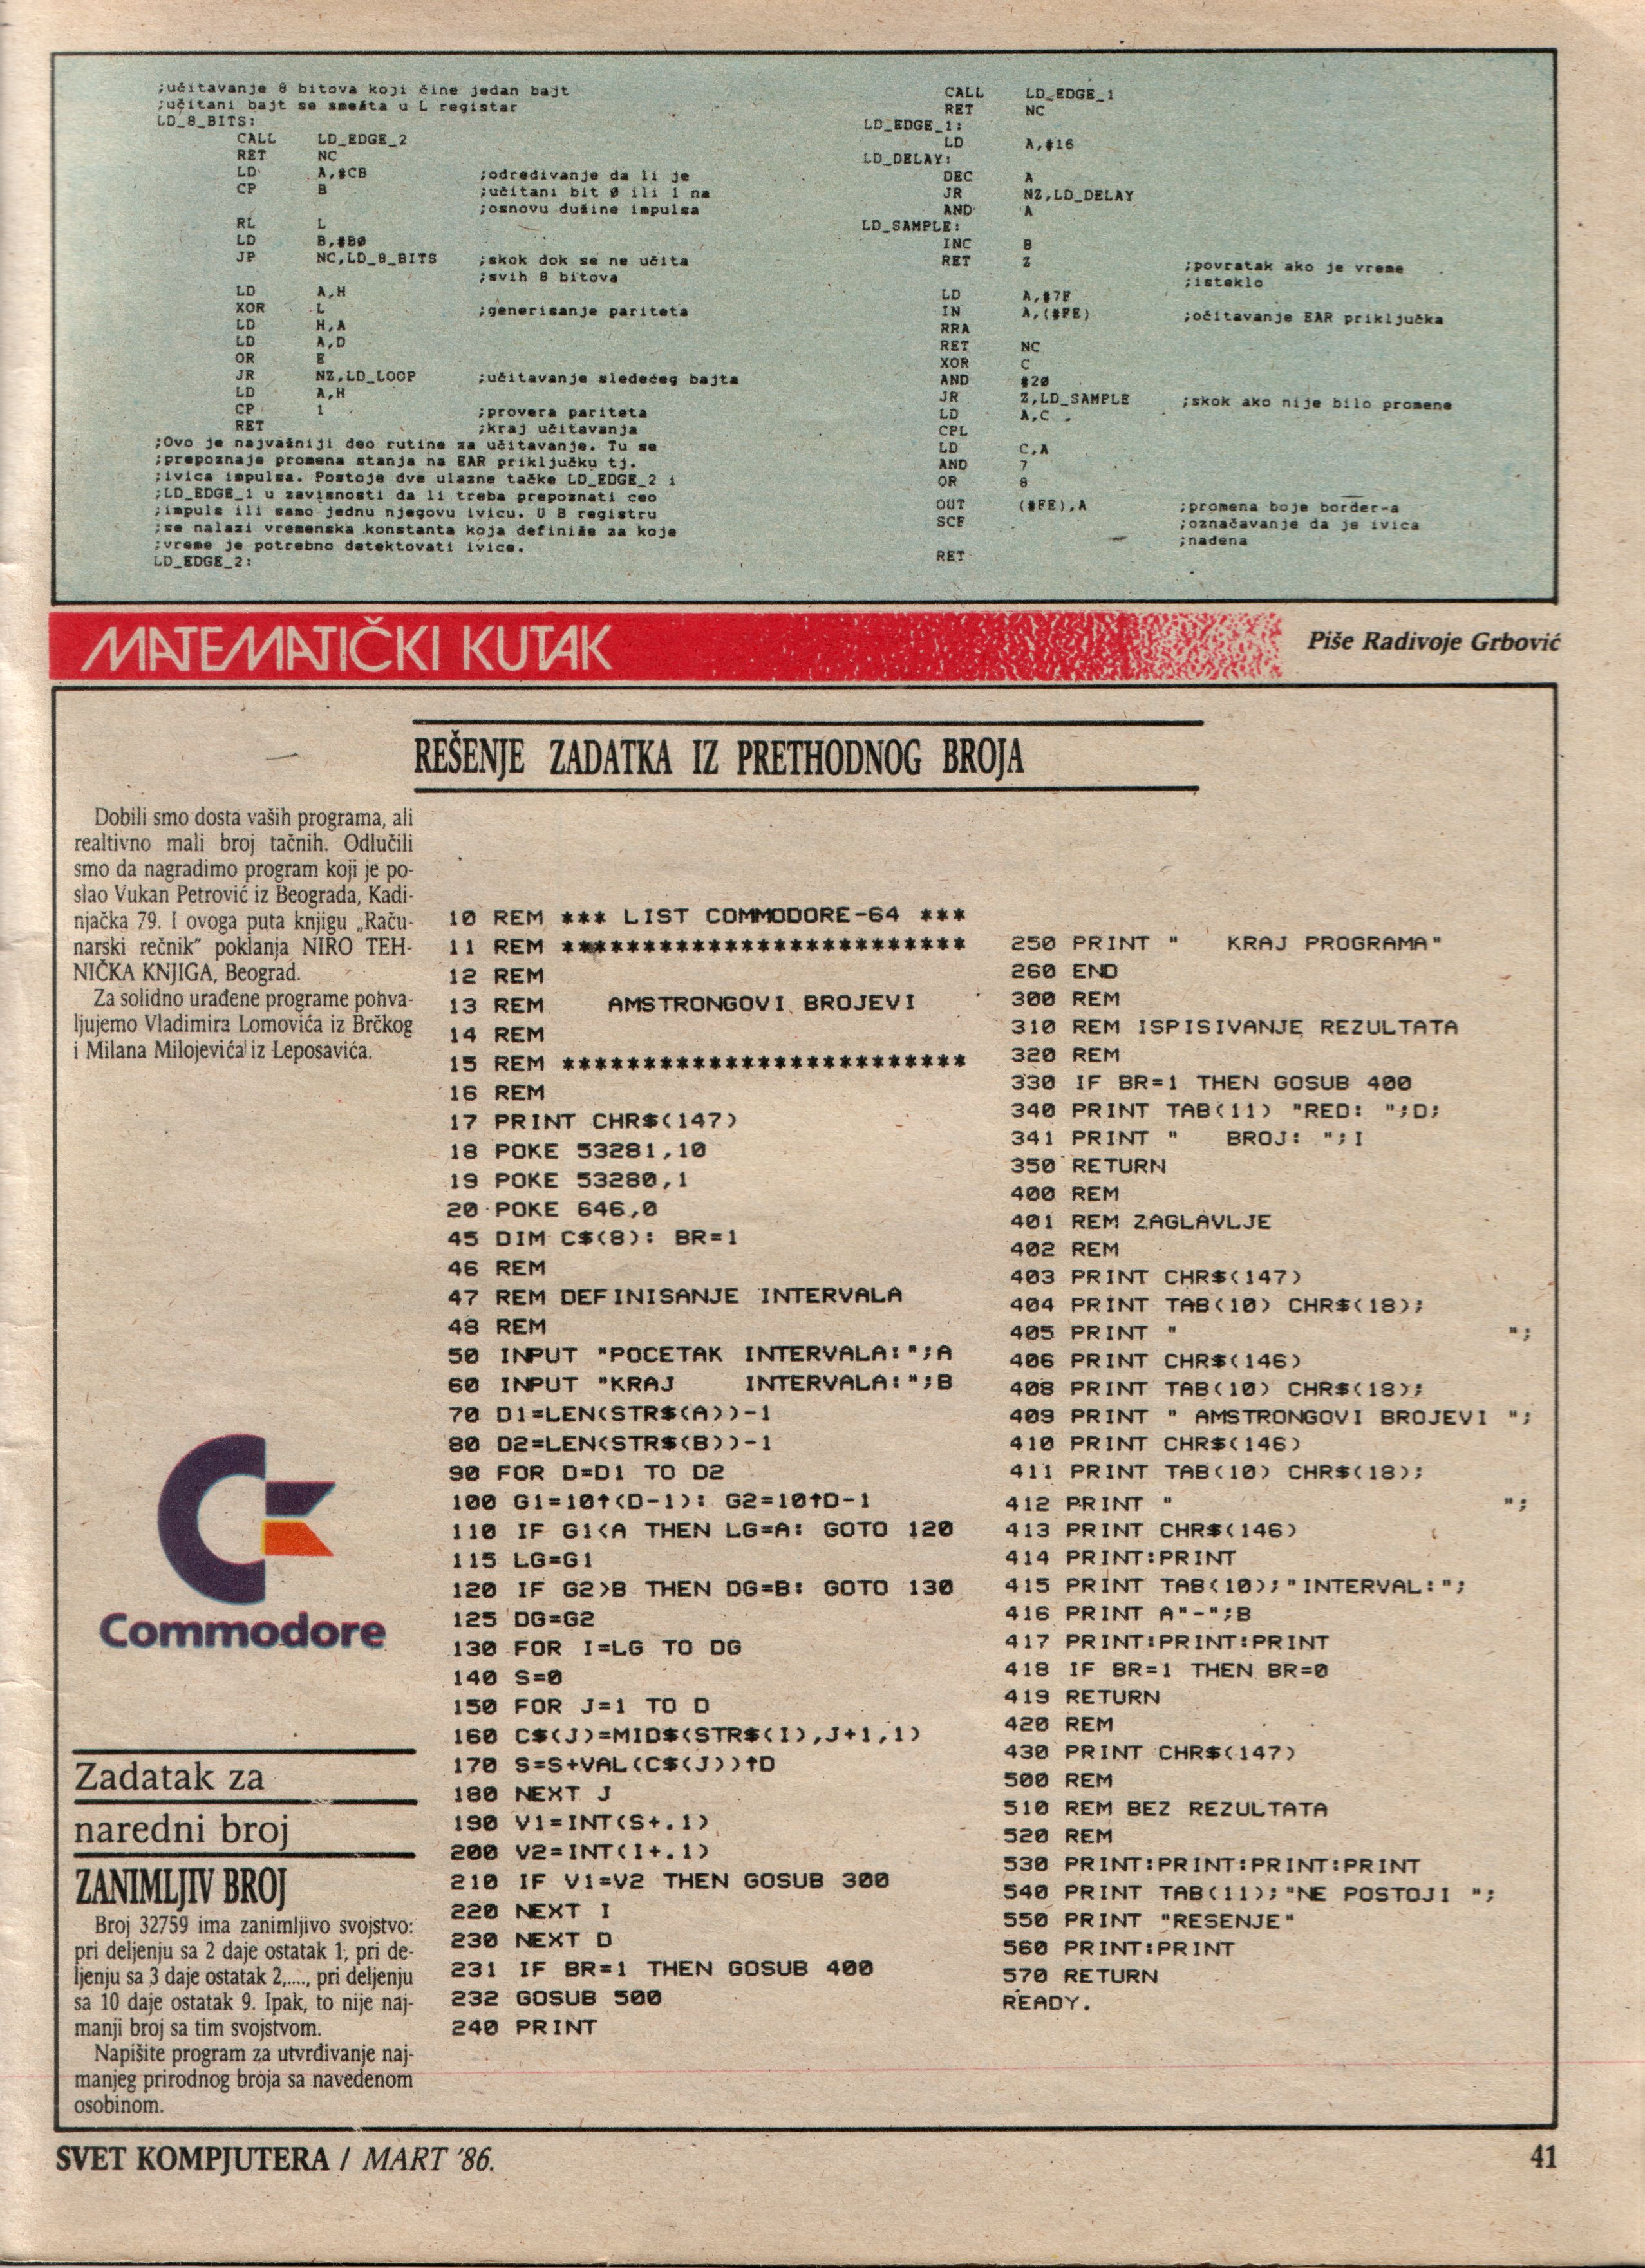 ;učitavanje 8 bitova koji čine jedan bajt
;učitani bajt se smešta u L registar
LD_8_BITS:
CALL LD_EDGE_2
RET NC
LD A,#CB ;određivanje da li je
CP B ;učitani bit 0 ili 1 na
;osnovu dužine impulsa
RL L
LD B,#B0
JP NC,LD_8_BITS ;skok dok se ne učita
;svih 8 bitova
LD A,H
XOR L ;generisanje pariteta
LD H,A
LD A,D
OR E
JR NZ,LD_LOOP ;učitavanje sledećeg bajta
LD A,H
CP 1 ;provera pariteta
RET ;kraj učitavanja
;Ovo je najvažniji deo rutine za učitavanje. Tu se
;prepoznaje promena stanja na EAR priključku tj.
;ivica impulsa. Postoje dve ulazne tačke LD_EDGE_2 i
;LD_EDGE_1 u zavisnosti da li treba prepoznati ceo
;impuls ili samo jednu njegovu ivicu. U B registru
;se nalazi vremenska konstanta koja definiše za koje
;vreme je potrebno detektovati ivice.
LD_EDGE_2:
CALL LD_EDGE_1
RET NC
LD_EDGE_1:
LD A,#16
LD_DELAY:
DEC A
JR NZ,LD_DELAY
AND A
LD_SAMPLE:
INC B
RET Z ;povratak ako je vreme
;isteklo
LD A,#7F
IN A,(#FE) ;očitavanje EAR priključka
RRA
RET NC
XOR C
AND #20
JR Z,LD_SAMPLE ;skok ako nije bilo promene
LD A,C
CPL
LD C,A
AND 7
OR 8
OUT (#FE),A ;promena boje border-a
SCF ;označavanje da je ivica
;nađena
RET
MATEMATIČKI KUTAK
Piše Radivoje Grbović
REŠENJE ZADATKA IZ PRETHODNOG BROJA
Dobili smo dosta vaših programa, ali
realtivno mali broj tačnih. Odlučili
smo da nagradimo program koji je po-
slao Vukan Petrović iz Beograda, Kadi-
njačka 79. I ovoga puta knjigu „Raču-
narski rečnik" poklanja NIRO TEH-
NIČKA KNJIGA, Beograd.
Za solidno urađene programe pohva-
ljujemo Vladimira Lomovića iz Brčkog
i Milana Milojevića iz Leposavića.
Commodore
Zadatak za
naredni broj
ZANIMLJIV BROJ
Broj 32759 ima zanimljivo svojstvo:
pri deljenju sa 2 daje ostatak 1, pri de-
ljenju sa 3 daje ostatak 2,...., pri deljenju
sa 10 daje ostatak 9. Ipak, to nije naj-
manji broj sa tim svojstvom.
Napišite program za utvrđivanje naj-
manjeg prirodnog broja sa navedenom
osobinom.
10 REM *** LIST COMMODORE-64 ***
11 REM *************************
12 REM
13 REM    AMSTRONGOVI BROJEVI
14 REM
15 REM *************************
16 REM
17 PRINT CHR$(147)
18 POKE 53281,10
19 POKE 53280,1
20 POKE 646,0
45 DIM C$(8): BR=1
46 REM
47 REM DEFINISANJE INTERVALA
48 REM
50 INPUT "POCETAK INTERVALA:";A
60 INPUT "KRAJ    INTERVALA:";B
70 D1=LEN(STR$(A))-1
80 D2=LEN(STR$(B))-1
90 FOR D=D1 TO D2
100 G1=10↑(D-1): G2=10↑D-1
110 IF G1<A THEN LG=A: GOTO 120
115 LG=G1
120 IF G2>B THEN DG=B: GOTO 130
125 DG=G2
130 FOR I=LG TO DG
140 S=0
150 FOR J=1 TO D
160 C$(J)=MID$(STR$(I),J+1,1)
170 S=S+VAL(C$(J))↑D
180 NEXT J
190 V1=INT(S+.1)
200 V2=INT(I+.1)
210 IF V1=V2 THEN GOSUB 300
220 NEXT I
230 NEXT D
231 IF BR=1 THEN GOSUB 400
232 GOSUB 500
240 PRINT
250 PRINT "   KRAJ PROGRAMA"
260 END
300 REM
310 REM ISPISIVANJE REZULTATA
320 REM
330 IF BR=1 THEN GOSUB 400
340 PRINT TAB(11) "RED: ";D;
341 PRINT "   BROJ: ";I
350 RETURN
400 REM
401 REM ZAGLAVLJE
402 REM
403 PRINT CHR$(147)
404 PRINT TAB(10) CHR$(18);
405 PRINT "                     ";
406 PRINT CHR$(146)
408 PRINT TAB(10) CHR$(18);
409 PRINT " AMSTRONGOVI BROJEVI ";
410 PRINT CHR$(146)
411 PRINT TAB(10) CHR$(18);
412 PRINT "                     ";
413 PRINT CHR$(146)
414 PRINT:PRINT
415 PRINT TAB(10);"INTERVAL:";
416 PRINT A"-";B
417 PRINT:PRINT:PRINT
418 IF BR=1 THEN BR=0
419 RETURN
420 REM
430 PRINT CHR$(147)
500 REM
510 REM BEZ REZULTATA
520 REM
530 PRINT:PRINT:PRINT:PRINT
540 PRINT TAB(11);"NE POSTOJI ";
550 PRINT "RESENJE"
560 PRINT:PRINT
570 RETURN
READY.
SVET KOMPJUTERA / MART '86.
41